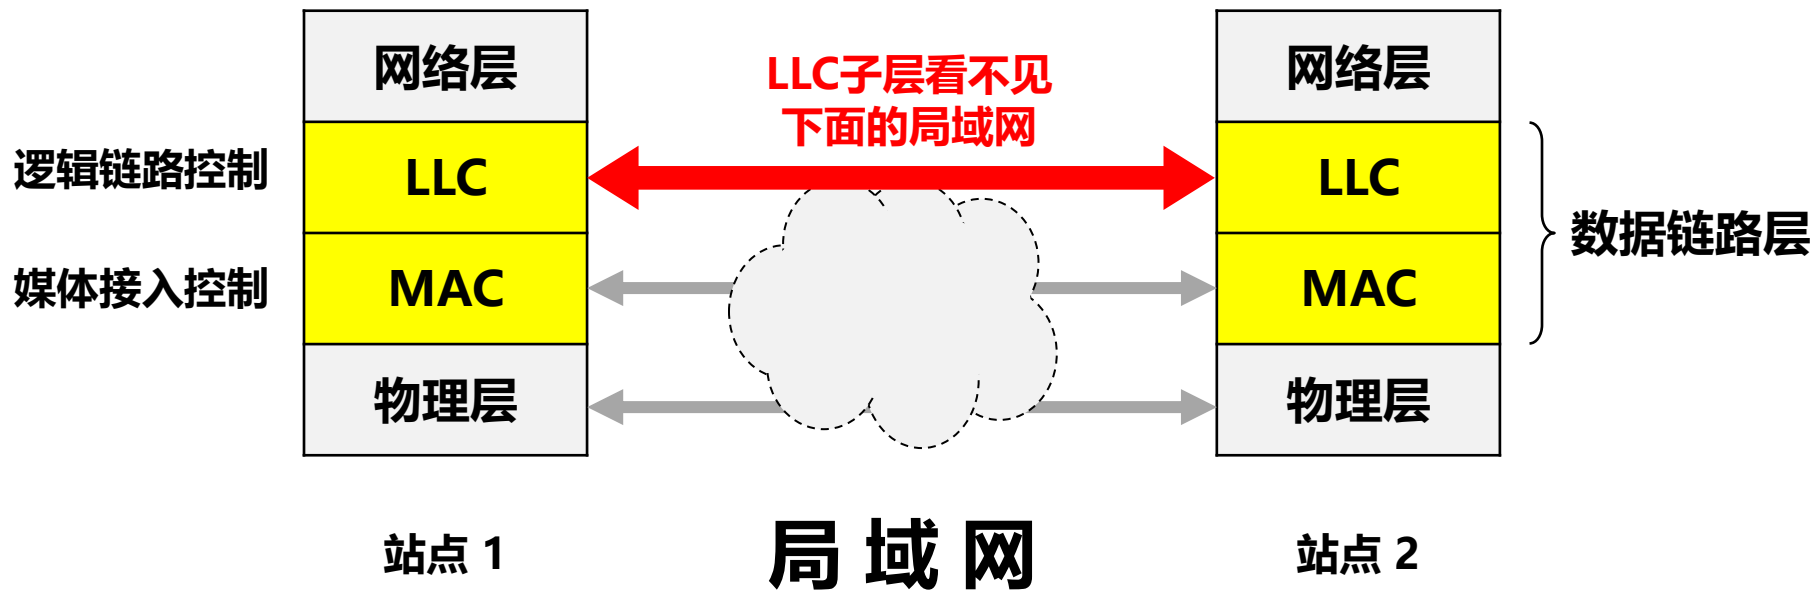 网络层
LLC子层看不见
下面的局域网
网络层
逻辑链路控制
LLC
LLC
数据链路层
媒体接入控制
MAC
MAC
物理层
物理层
站点 1
局 域 网
站点 2